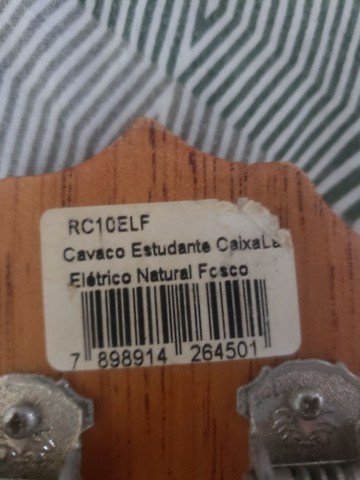 RC10ELF
Cavaco Estudante CaixaLa
Elétrico Natural Fosco
7 898914 264501